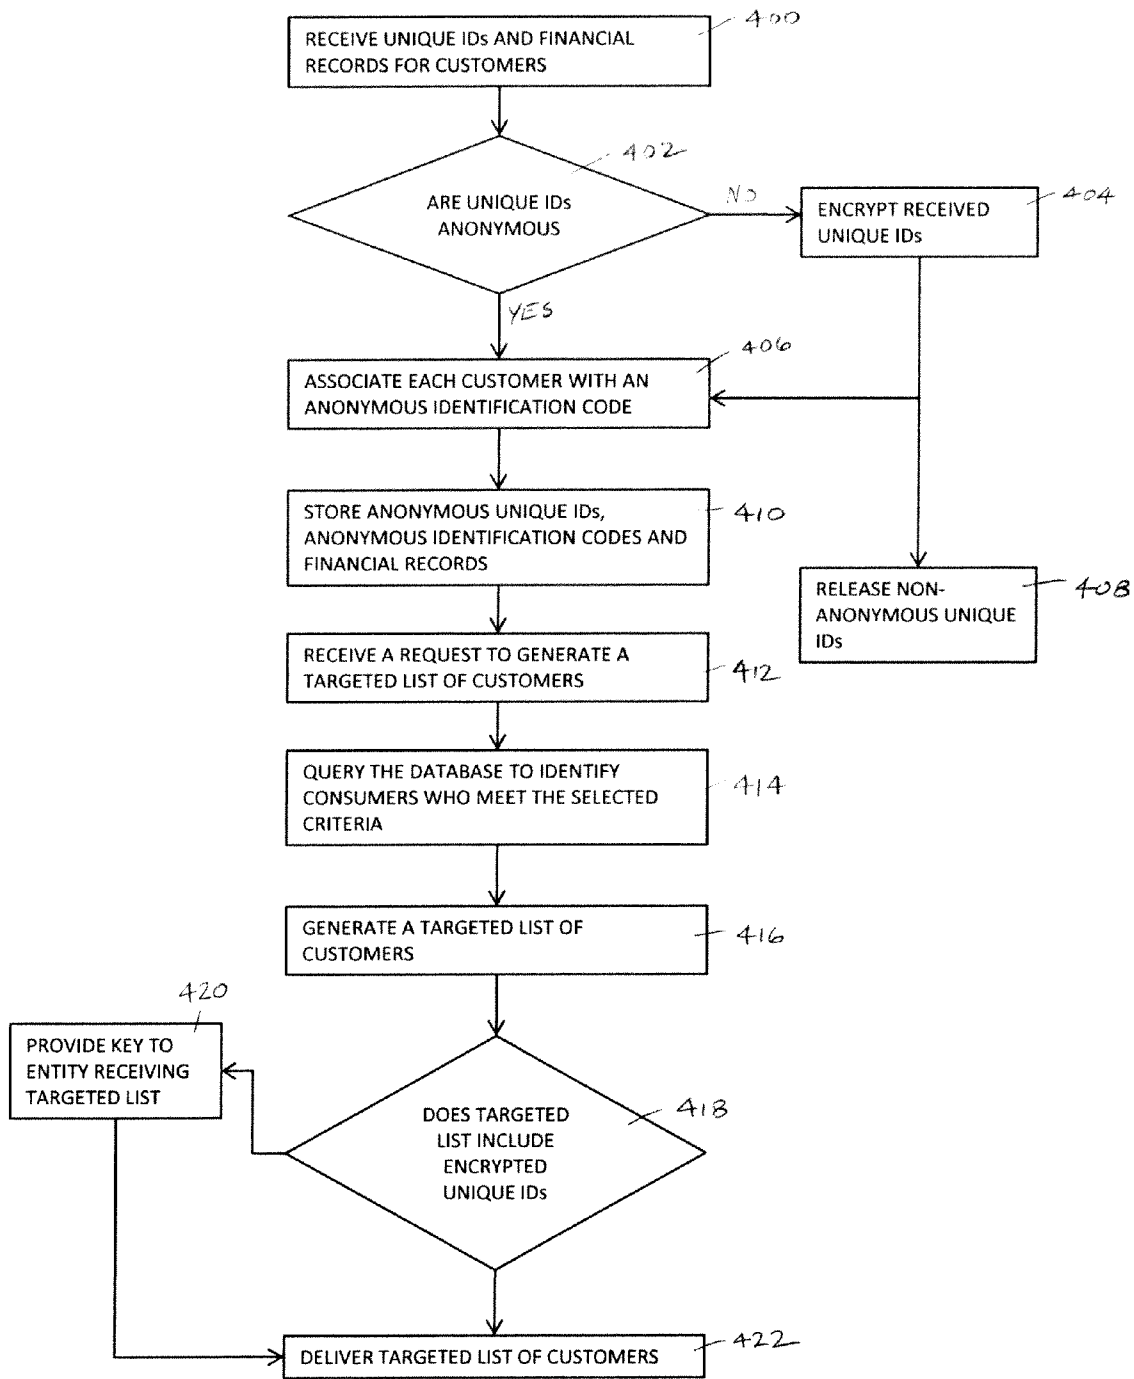 400
RECEIVE UNIQUE IDs AND FINANCIAL
RECORDS FOR CUSTOMERS
402
ARE UNIQUE IDs
ANONYMOUS
NO
404
ENCRYPT RECEIVED
UNIQUE IDs
YES
406
ASSOCIATE EACH CUSTOMER WITH AN
ANONYMOUS IDENTIFICATION CODE
STORE ANONYMOUS UNIQUE IDs,
ANONYMOUS IDENTIFICATION CODES AND
FINANCIAL RECORDS
410
408
RELEASE NON-
ANONYMOUS UNIQUE
IDs
RECEIVE A REQUEST TO GENERATE A
TARGETED LIST OF CUSTOMERS
412
QUERY THE DATABASE TO IDENTIFY
CONSUMERS WHO MEET THE SELECTED
CRITERIA
414
GENERATE A TARGETED LIST OF
CUSTOMERS
416
420
PROVIDE KEY TO
ENTITY RECEIVING
TARGETED LIST
418
DOES TARGETED
LIST INCLUDE
ENCRYPTED
UNIQUE IDs
DELIVER TARGETED LIST OF CUSTOMERS
422